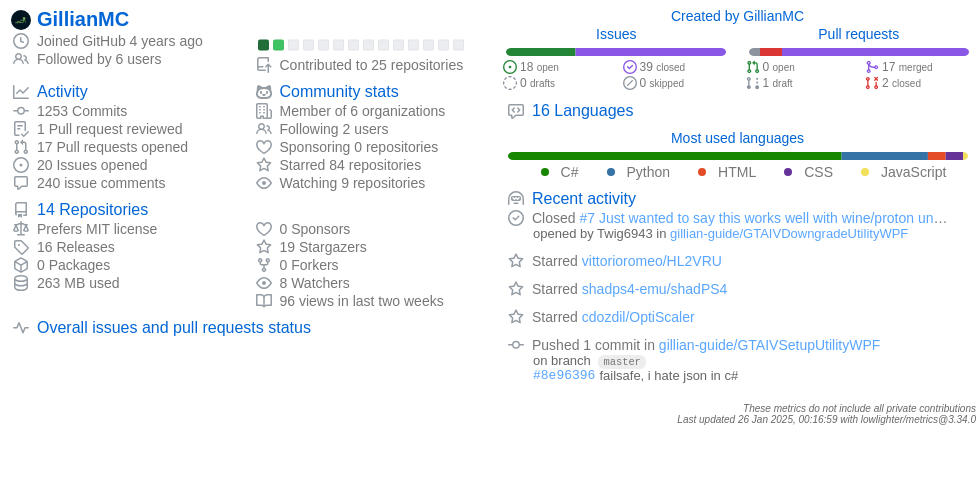 GillianMC
Joined GitHub 4 years ago
Followed by 6 users
Contributed to 25 repositories
Activity
1253 Commits
1 Pull request reviewed
17 Pull requests opened
20 Issues opened
240 issue comments
Community stats
Member of 6 organizations
Following 2 users
Sponsoring 0 repositories
Starred 84 repositories
Watching 9 repositories
14 Repositories
Prefers MIT license
16 Releases
0 Packages
263 MB used
0 Sponsors
19 Stargazers
0 Forkers
8 Watchers
96 views in last two weeks
Overall issues and pull requests status
Created by GillianMC
Issues
18 open
39 closed
0 drafts
0 skipped
Pull requests
0 open
17 merged
1 draft
2 closed
16 Languages
Most used languages
C#
Python
HTML
CSS
JavaScript
Recent activity
Closed #7 Just wanted to say this works well with wine/proton un…
opened by Twig6943 in gillian-guide/GTAIVDowngradeUtilityWPF
Starred vittorioromeo/HL2VRU
Starred shadps4-emu/shadPS4
Starred cdozdil/OptiScaler
Pushed 1 commit in gillian-guide/GTAIVSetupUtilityWPF
on branch master
#8e96396 failsafe, i hate json in c#
These metrics do not include all private contributions
Last updated 26 Jan 2025, 00:16:59 with lowlighter/metrics@3.34.0